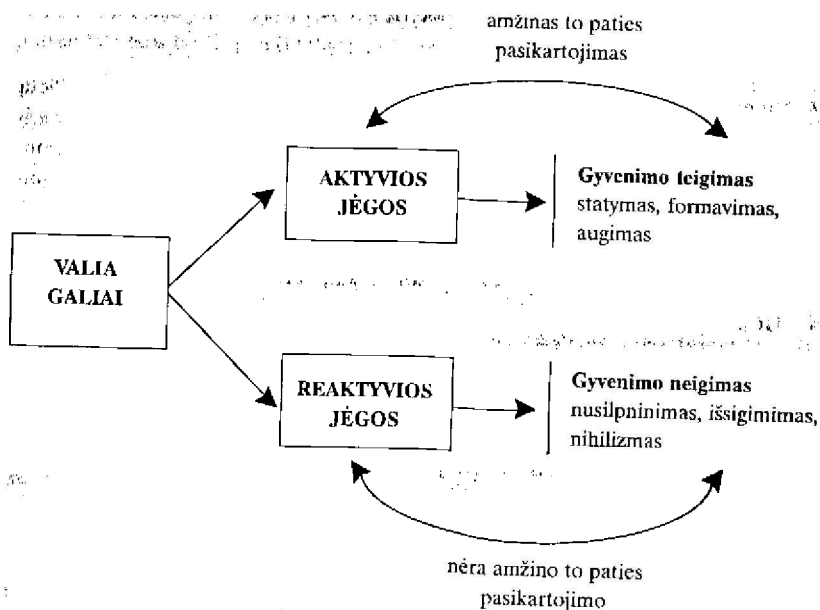 amžinas to paties
pasikartojimas
AKTYVIOS
JĖGOS
Gyvenimo teigimas
statymas, formavimas,
augimas
VALIA
GALIAI
REAKTYVIOS
JĖGOS
Gyvenimo neigimas
nusilpninimas, išsigimimas,
nihilizmas
nėra amžino to paties
pasikartojimo